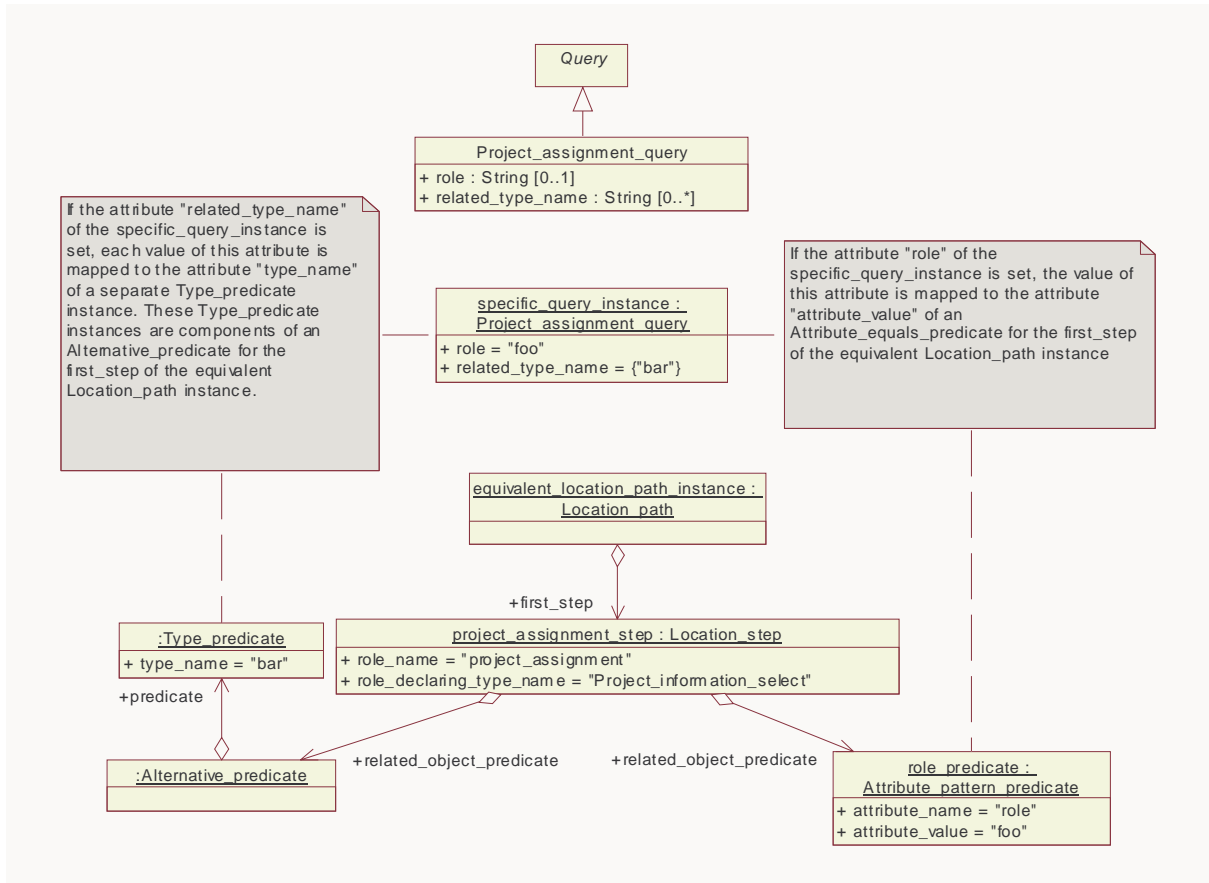 Query
Project_assignment_query
+ role : String [0..1]
+ related_type_name : String [0..*]
If the attribute "related_type_name"
of the specific_query_instance is
set, each value of this attribute is
mapped to the attribute "type_name"
of a separate Type_predicate
instance. These Type_predicate
instances are components of an
Alternative_predicate for the
first_step of the equivalent
Location_path instance.
specific_query_instance :
Project_assignment_query
+ role = "foo"
+ related_type_name = {"bar"}
If the attribute "role" of the
specific_query_instance is set, the value of
this attribute is mapped to the attribute
"attribute_value" of an
Attribute_equals_predicate for the first_step
of the equivalent Location_path instance
equivalent_location_path_instance :
Location_path
+first_step
:Type_predicate
+ type_name = "bar"
project_assignment_step : Location_step
+ role_name = "project_assignment"
+ role_declaring_type_name = "Project_information_select"
+predicate
+related_object_predicate
+related_object_predicate
:Alternative_predicate
role_predicate :
Attribute_pattern_predicate
+ attribute_name = "role"
+ attribute_value = "foo"